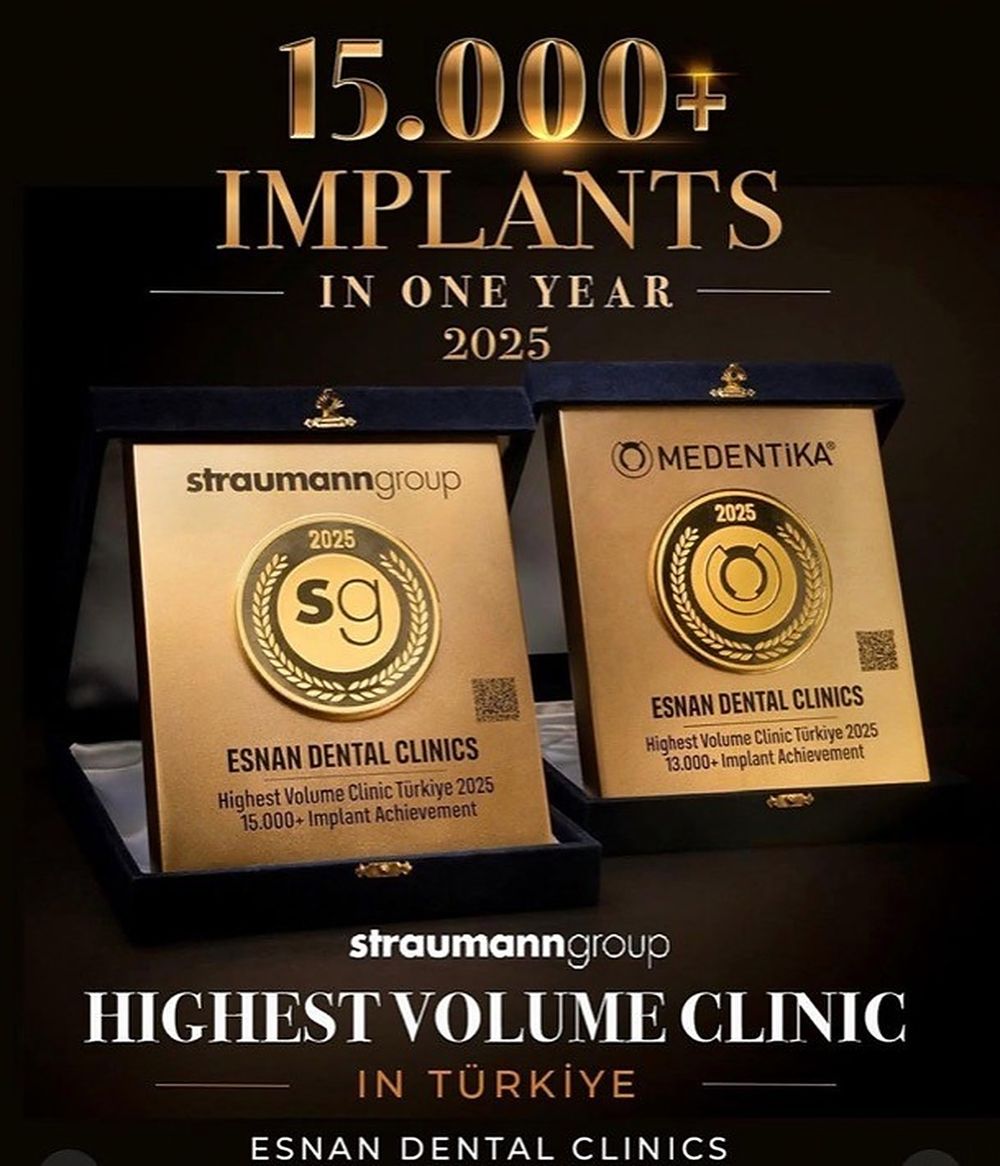 15.000+
IMPLANTS
IN ONE YEAR
2025
straumanngroup
2025
sg
ESNAN DENTAL CLINICS
Highest Volume Clinic Türkiye 2025
15.000+ Implant Achievement
MEDENTiKA®
2025
ESNAN DENTAL CLINICS
Highest Volume Clinic Türkiye 2025
13.000+ Implant Achievement
straumanngroup
HIGHEST VOLUME CLINIC
IN TÜRKİYE
ESNAN DENTAL CLINICS